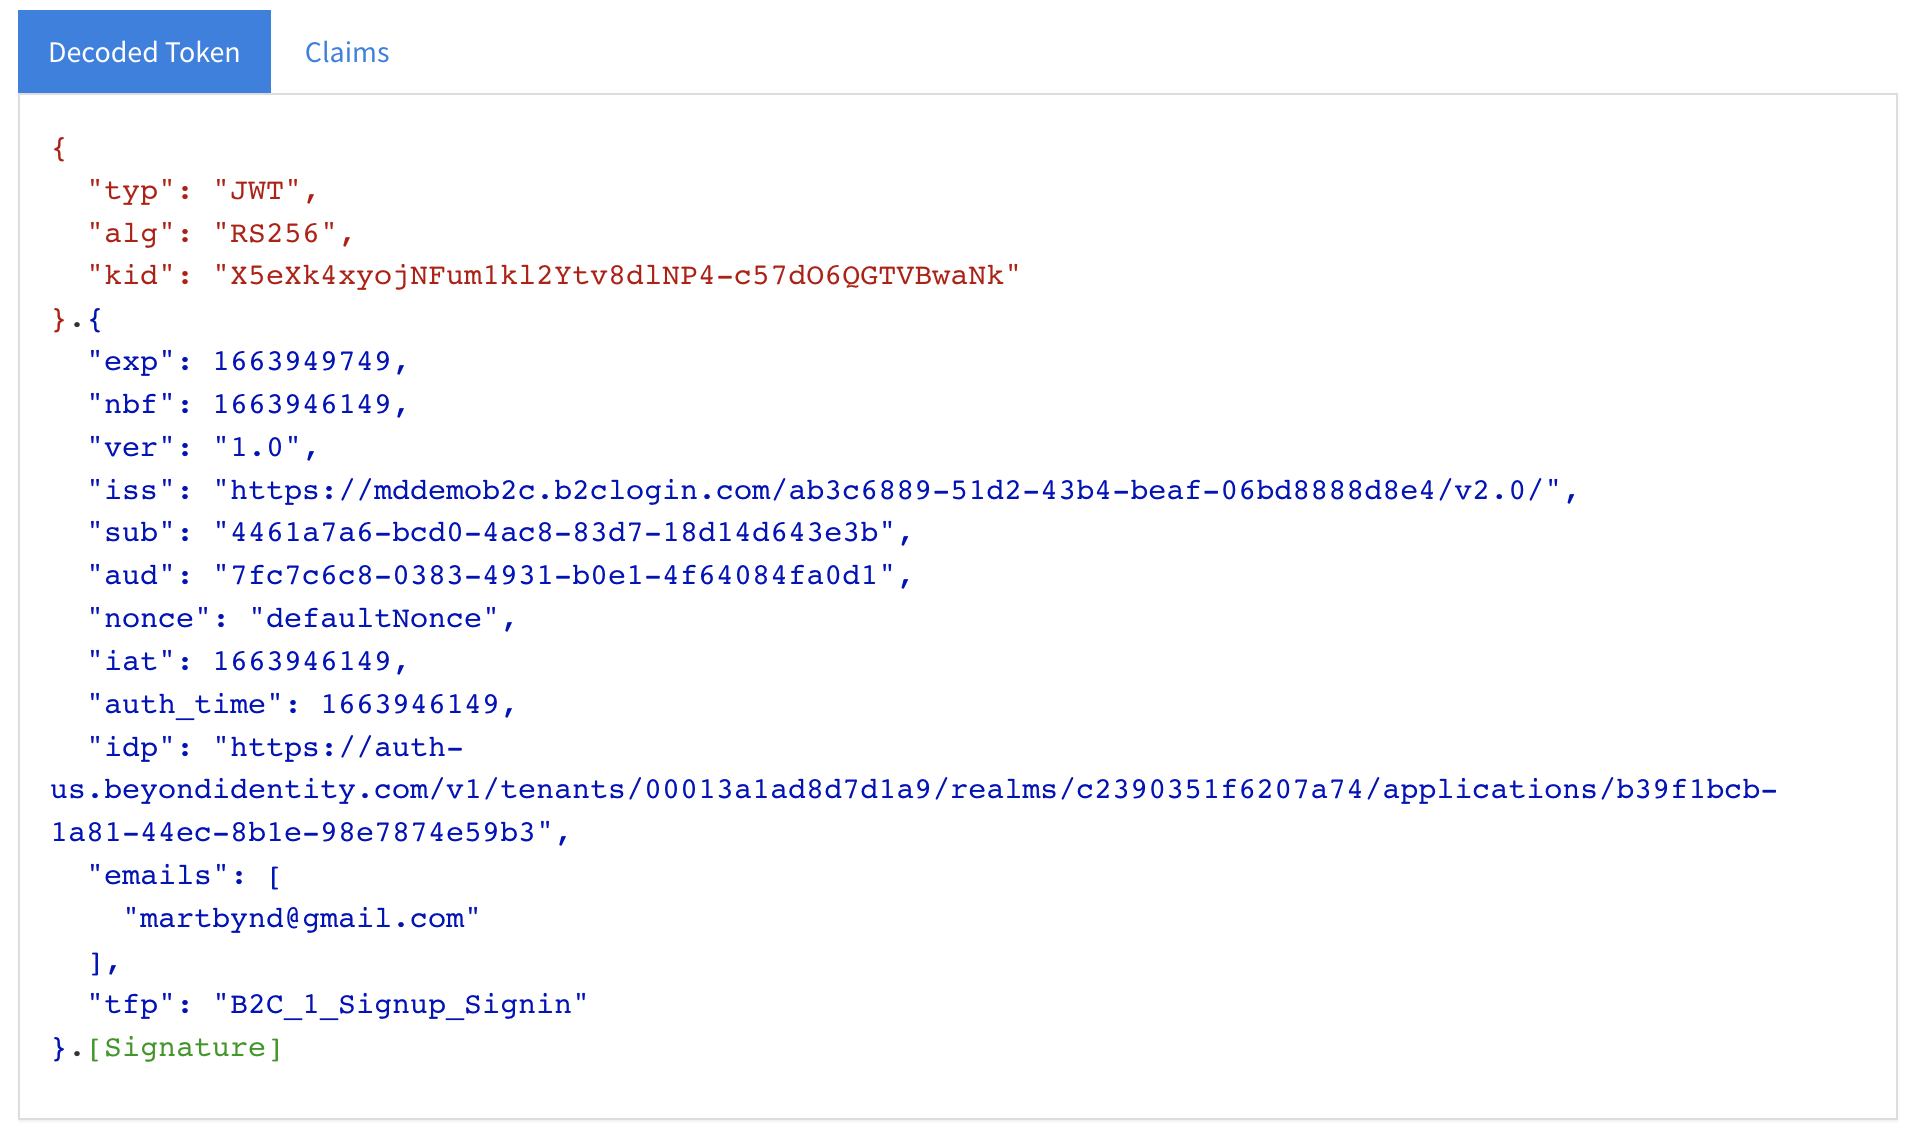 Decoded Token Claims
{
"typ": "JWT",
"alg": "RS256",
"kid": "X5eXk4xyojNFum1kl2Ytv8dlNP4-c57dO6QGTVBwaNk"
}.{
"exp": 1663949749,
"nbf": 1663946149,
"ver": "1.0",
"iss": "https://mddemob2c.b2clogin.com/ab3c6889-51d2-43b4-beaf-06bd8888d8e4/v2.0/",
"sub": "4461a7a6-bcd0-4ac8-83d7-18d14d643e3b",
"aud": "7fc7c6c8-0383-4931-b0e1-4f64084fa0d1",
"nonce": "defaultNonce",
"iat": 1663946149,
"auth_time": 1663946149,
"idp": "https://auth-
us.beyondidentity.com/v1/tenants/00013a1ad8d7d1a9/realms/c2390351f6207a74/applications/b39f1bcb-
1a81-44ec-8b1e-98e7874e59b3",
"emails": [
"martbynd@gmail.com"
],
"tfp": "B2C_1_Signup_Signin"
}.[Signature]